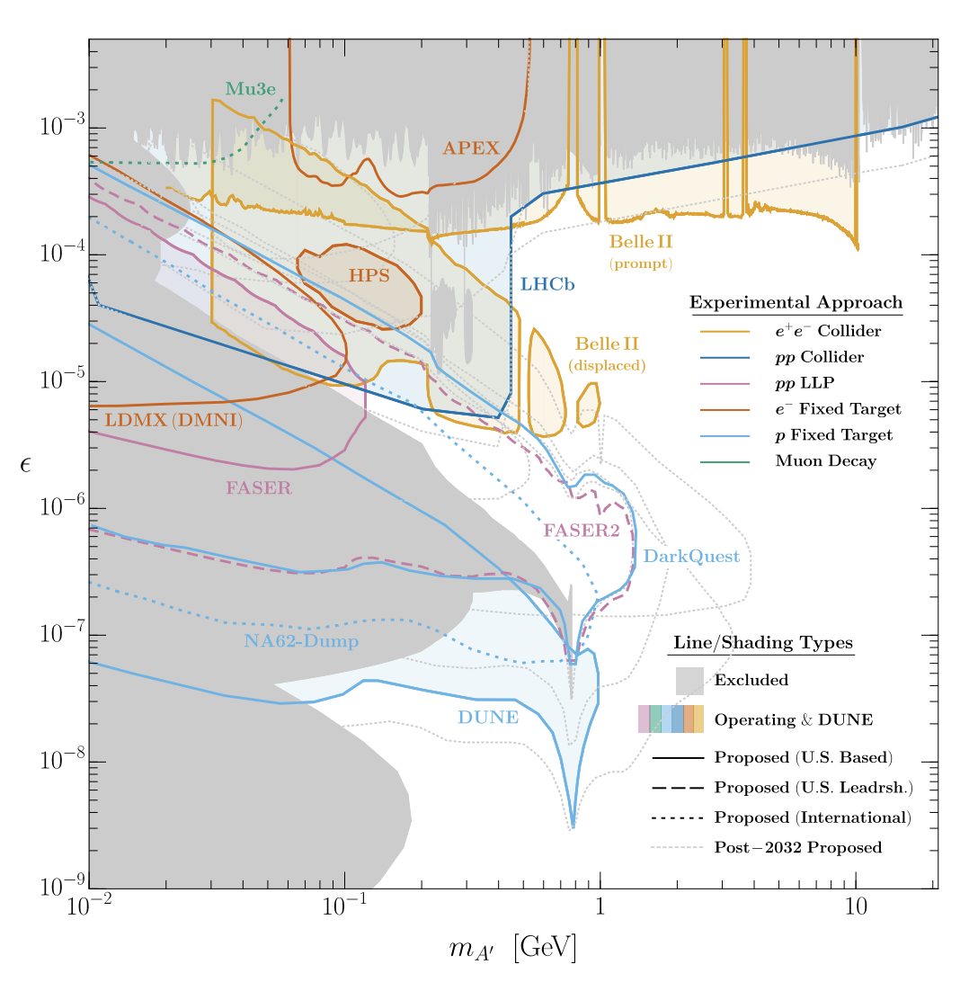 10⁻³
10⁻⁴
10⁻⁵
10⁻⁶
10⁻⁷
10⁻⁸
10⁻⁹
ϵ
Mu3e
APEX
HPS
LHCb
Belle II
(prompt)
Belle II
(displaced)
LDMX (DMNI)
FASER
FASER2
DarkQuest
NA62-Dump
DUNE
Experimental Approach
e⁺e⁻ Collider
pp Collider
pp LLP
e⁻ Fixed Target
p Fixed Target
Muon Decay
Line/Shading Types
Excluded
Operating & DUNE
Proposed (U.S. Based)
Proposed (U.S. Leadrsh.)
Proposed (International)
Post−2032 Proposed
10⁻² 10⁻¹ 1 10
m_A′ [GeV]